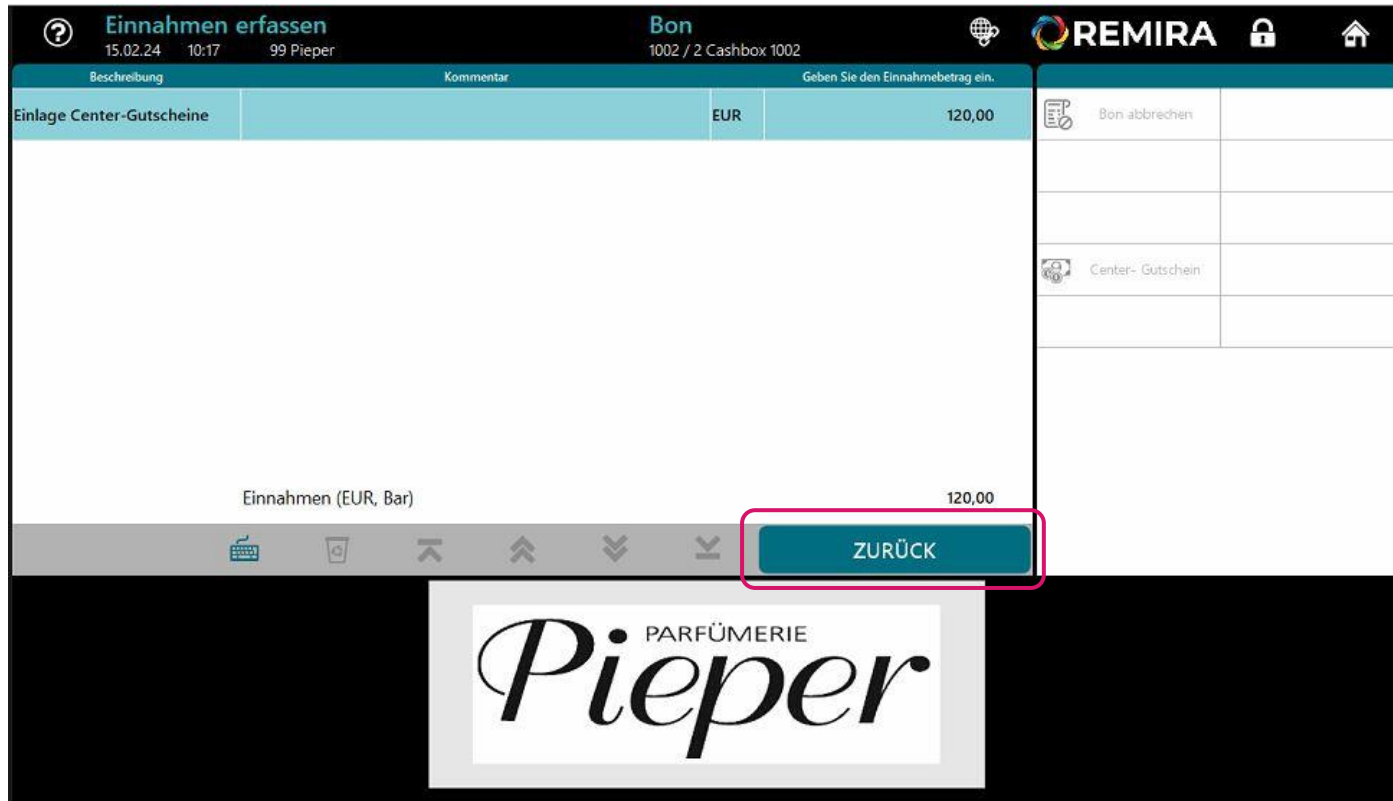 Einnahmen erfassen
15.02.24 10:17 99 Pieper
Bon
1002 / 2 Cashbox 1002
REMIRA
Beschreibung Kommentar Geben Sie den Einnahmebetrag ein.
Einlage Center-Gutscheine EUR 120,00
Bon abbrechen
Center- Gutschein
Einnahmen (EUR, Bar) 120,00
ZURÜCK
PARFÜMERIE
Pieper